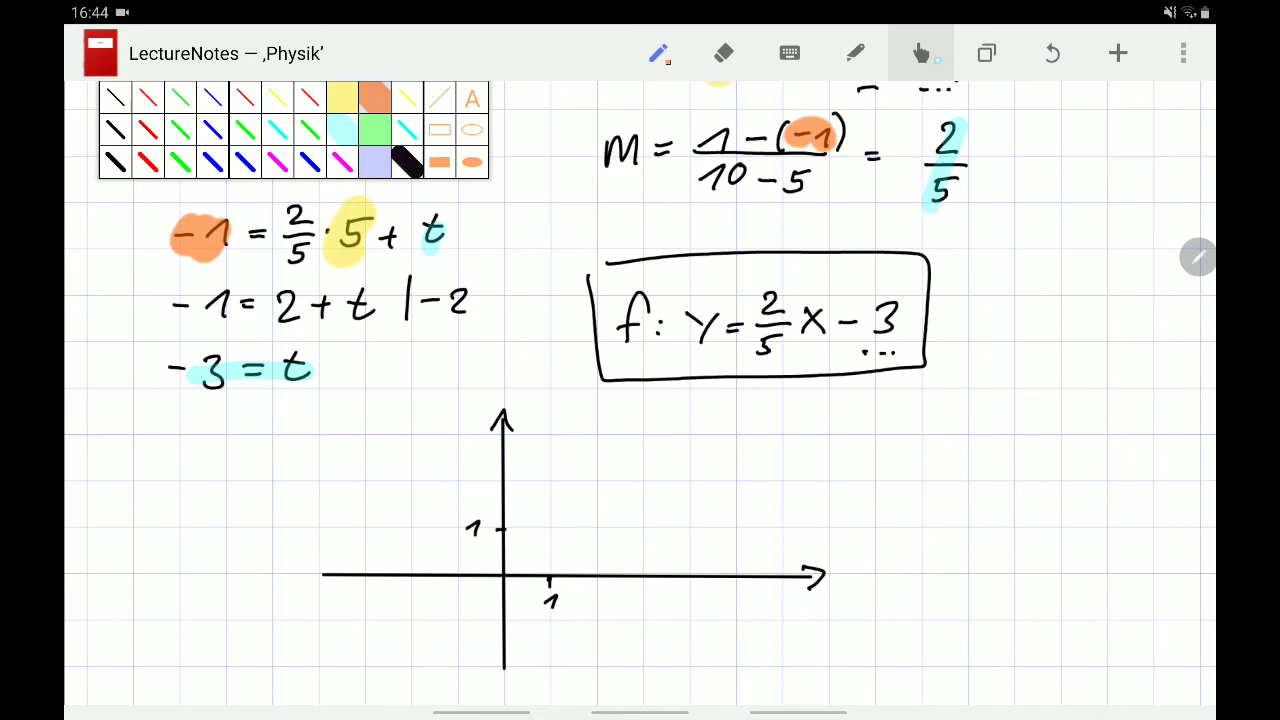 16:44
LectureNotes — ‚Physik‘
A
= ...
m = 1 - (-1) / 10 - 5 = 2/5
-1 = 2/5 · 5 + t
-1 = 2 + t | -2
-3 = t
f: y = 2/5 x - 3
1
1